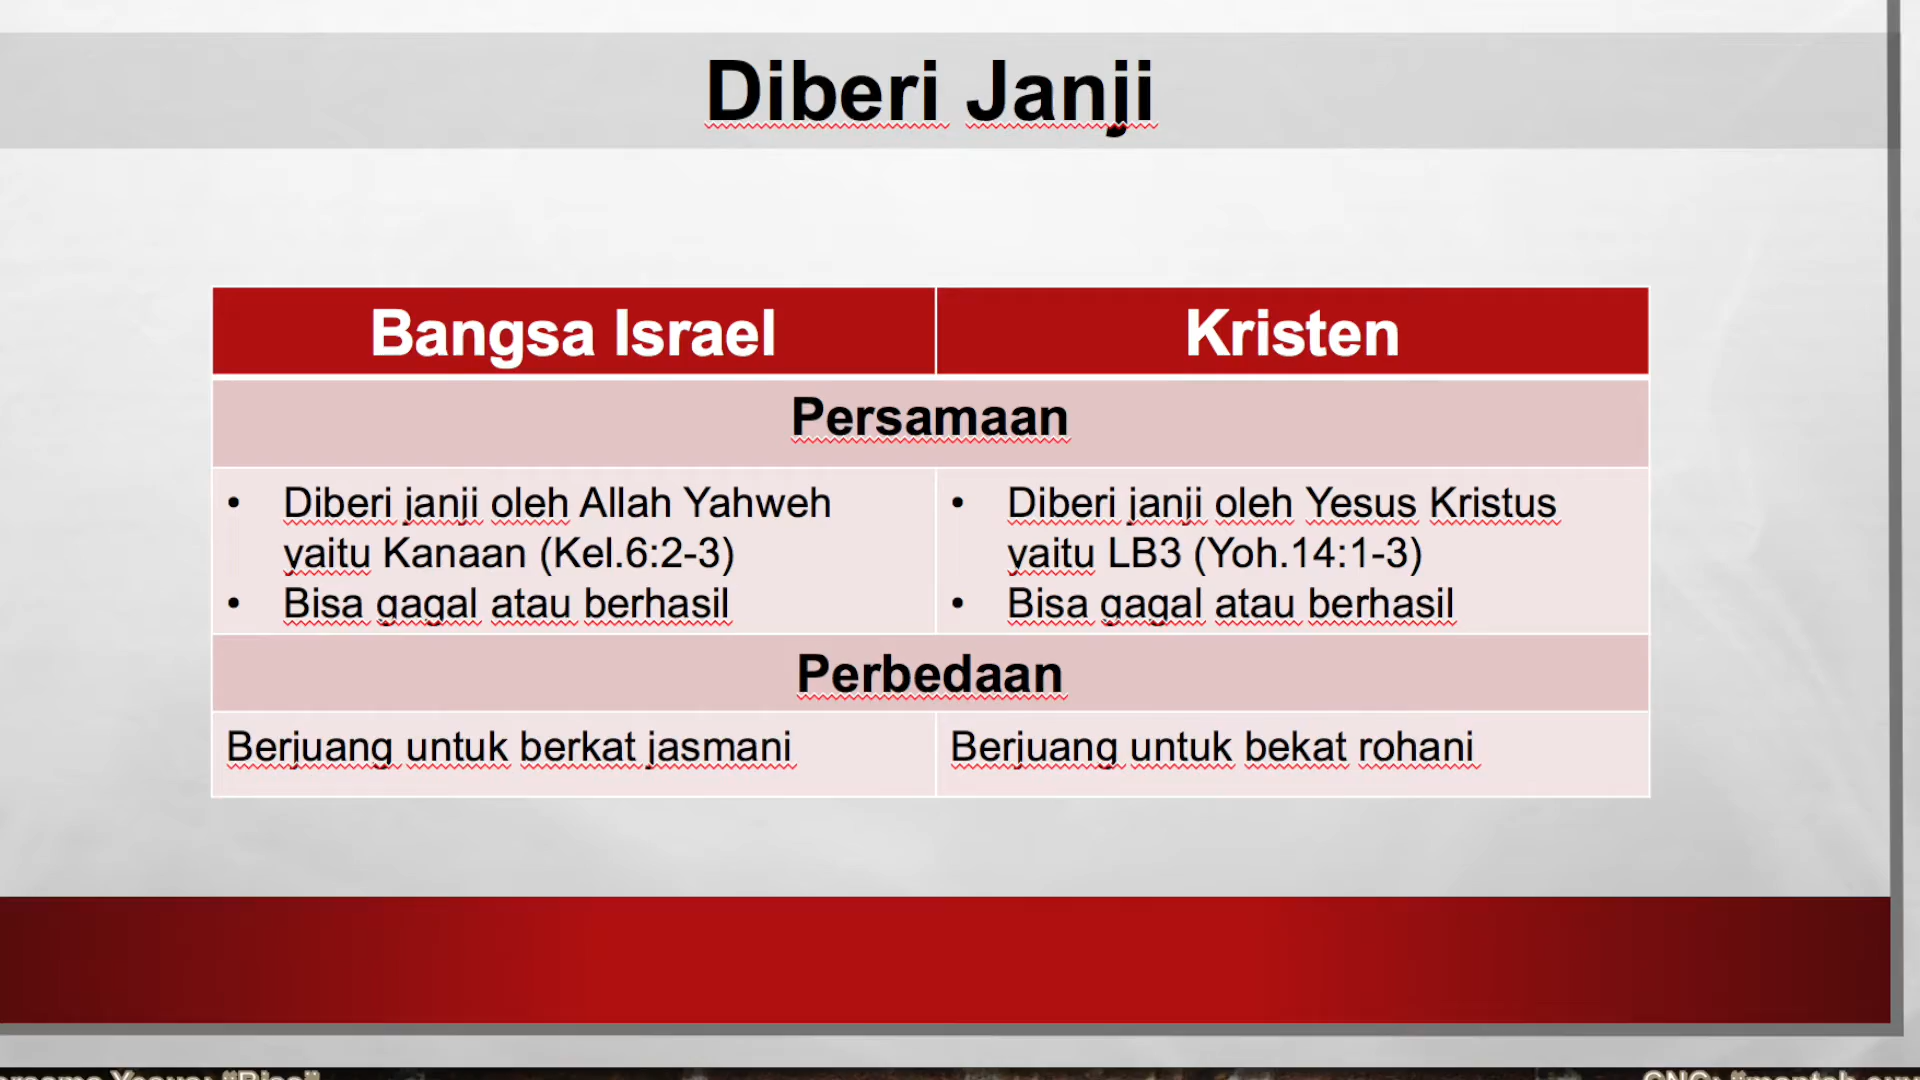 Diberi Janji
Bangsa Israel
Kristen
Persamaan
• Diberi janji oleh Allah Yahweh
yaitu Kanaan (Kel.6:2-3)
• Bisa gagal atau berhasil
• Diberi janji oleh Yesus Kristus
yaitu LB3 (Yoh.14:1-3)
• Bisa gagal atau berhasil
Perbedaan
Berjuang untuk berkat jasmani
Berjuang untuk bekat rohani
Yesus: "Bisa"